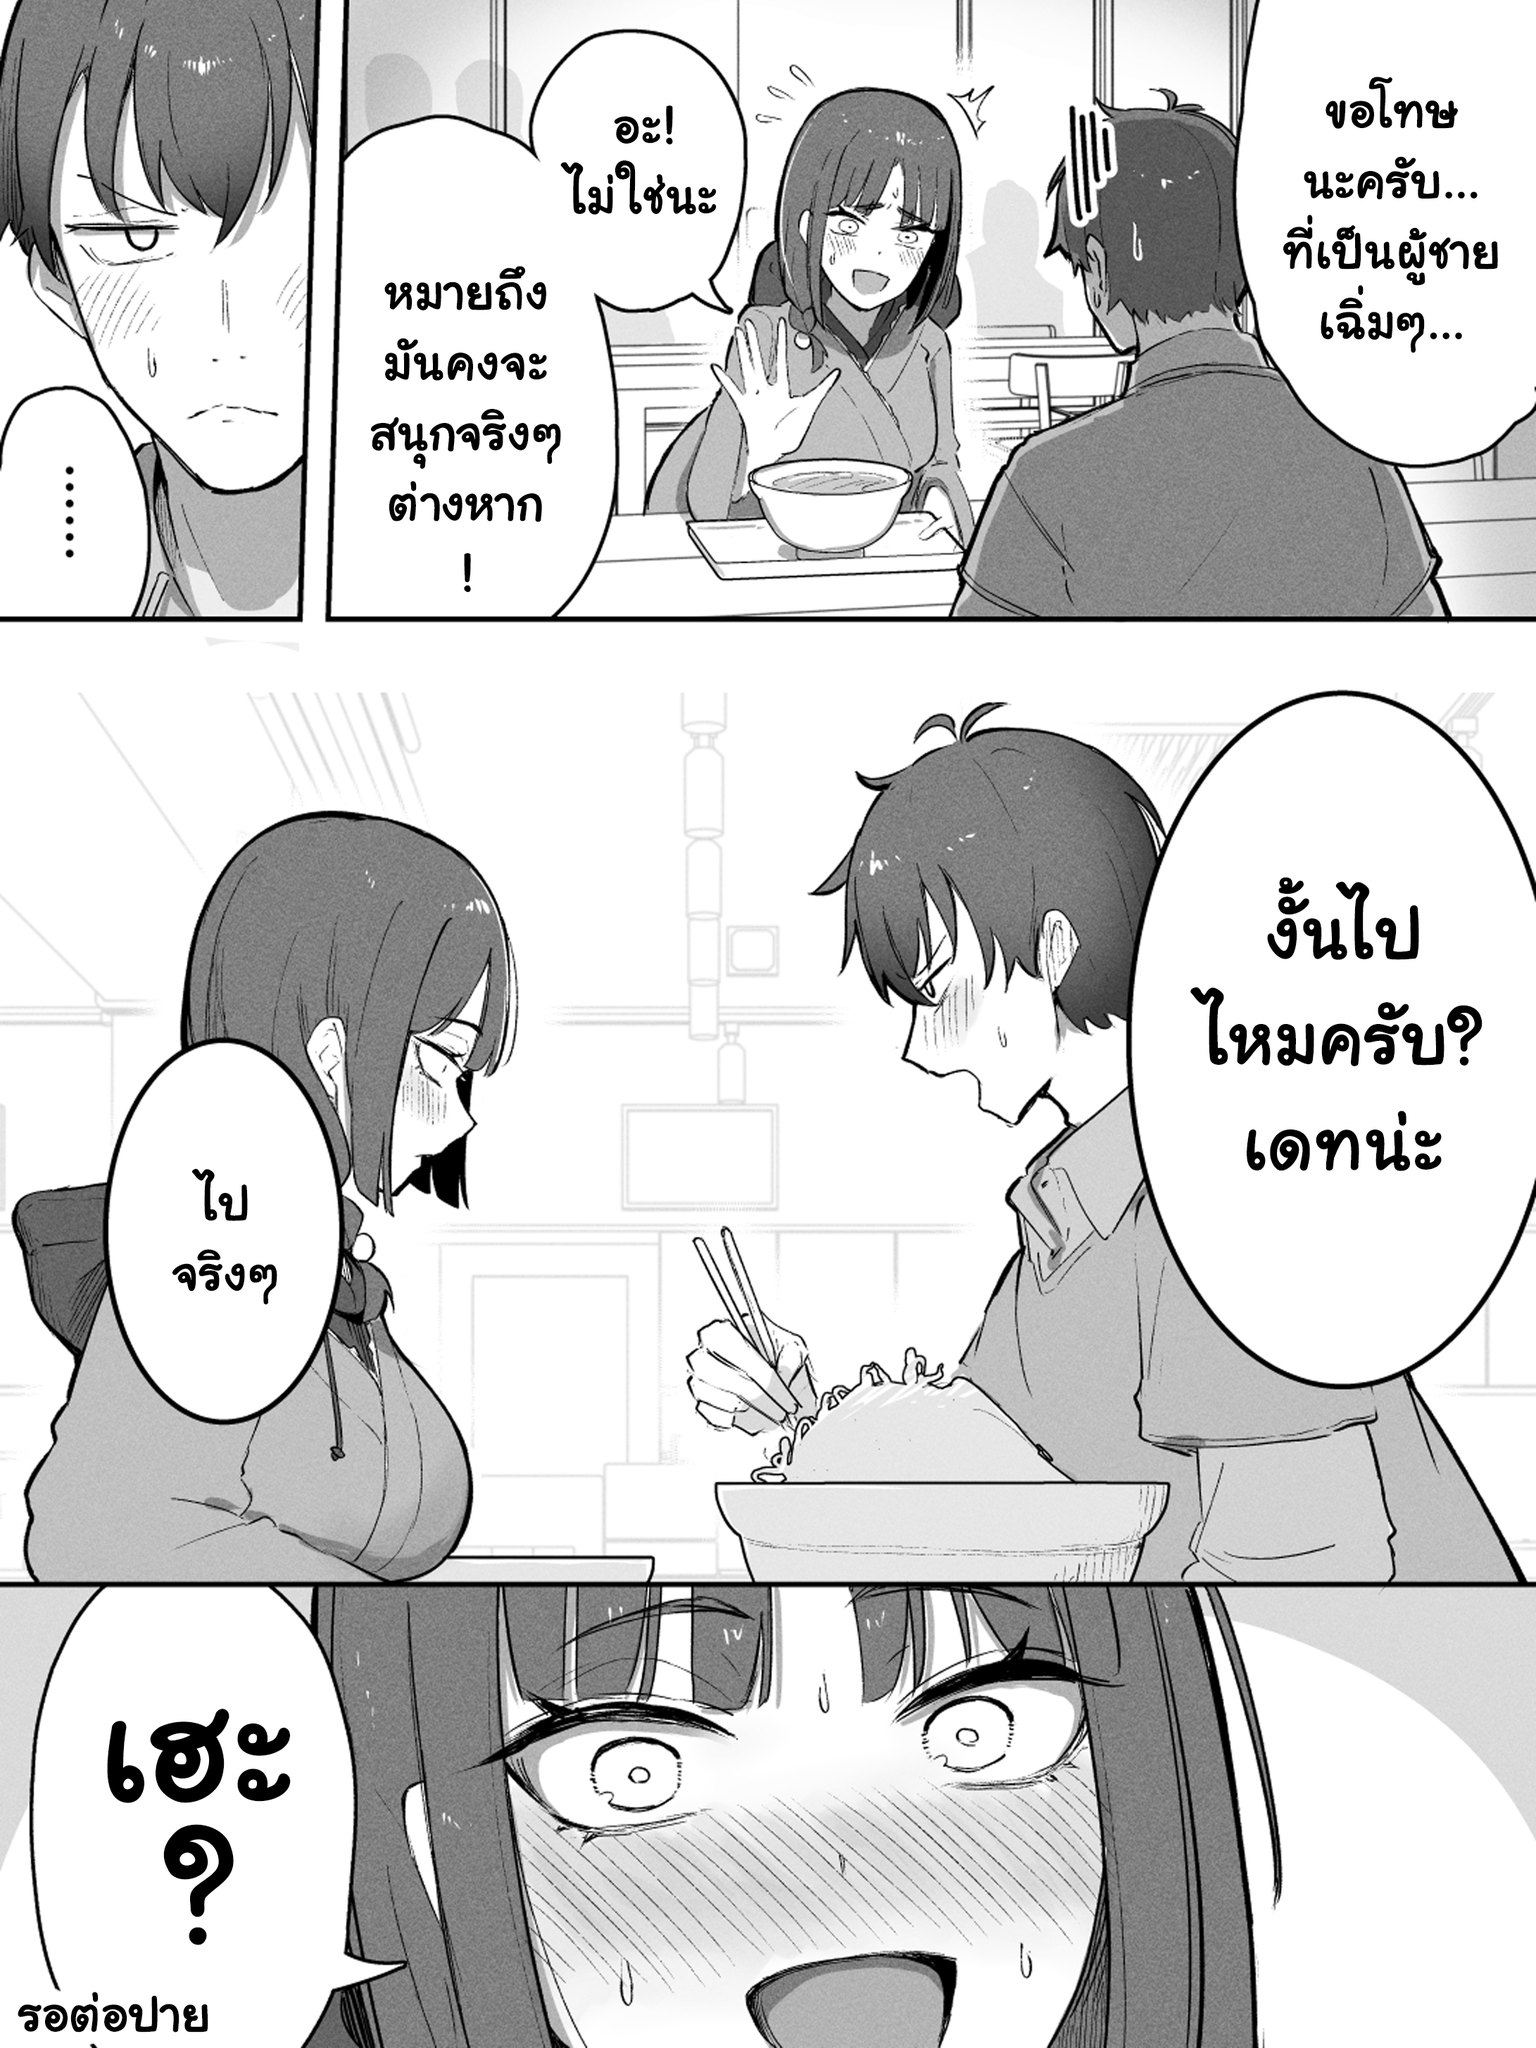 ขอโทษ
นะครับ...
ที่เป็นผู้ชาย
เฉิ่มๆ...
อะ!
ไม่ใช่นะ
หมายถึง
มันคงจะ
สนุกจริงๆ
ต่างหาก
!
......
งั้นไป
ไหมครับ?
เดทน่ะ
ไป
จริงๆ
เฮะ
?
รอต่อปาย